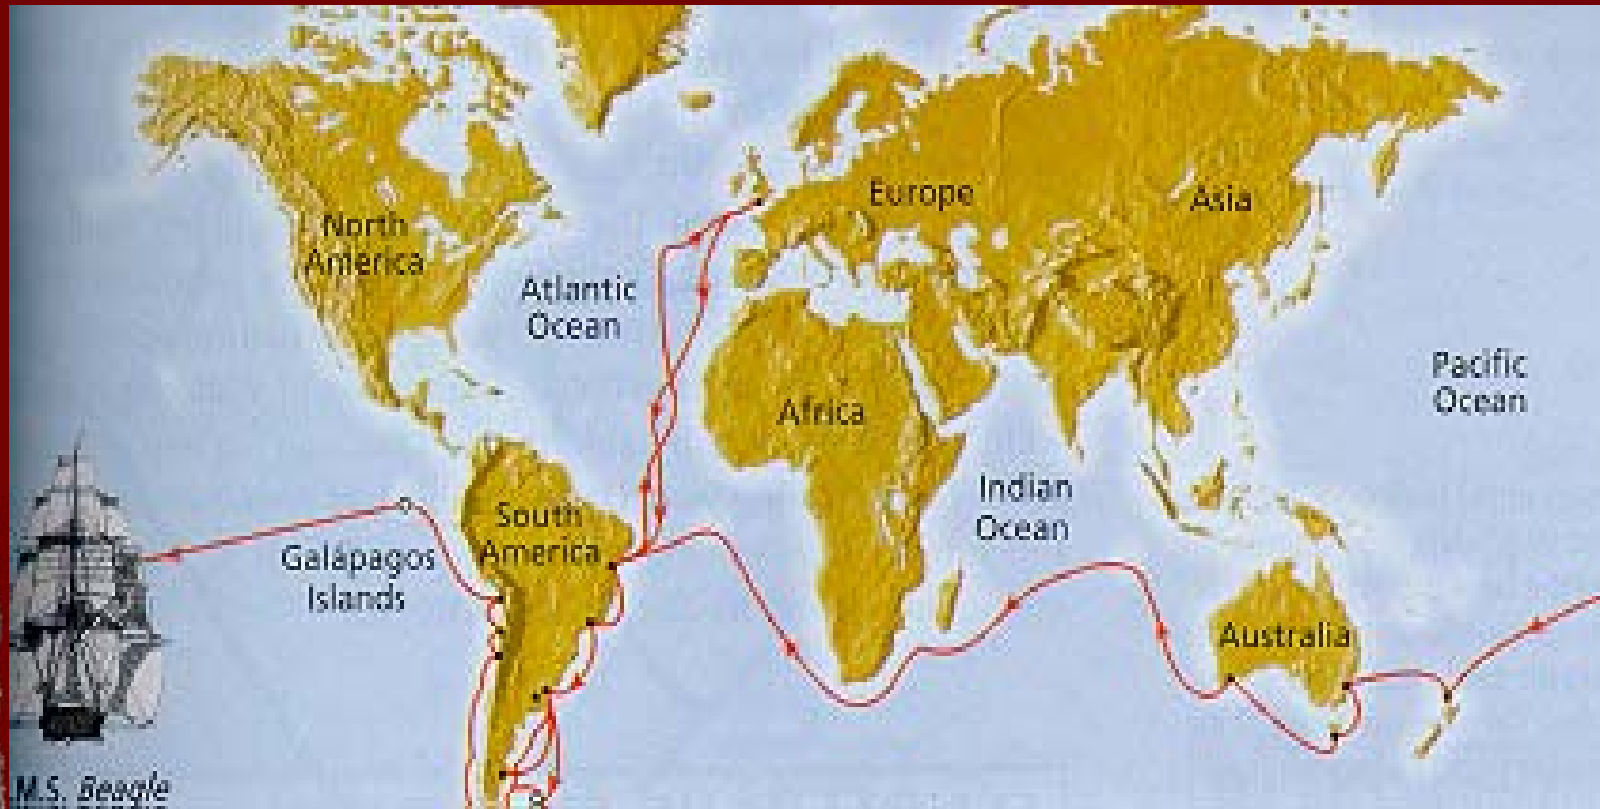 North
America
Europe
Asia
Atlantic
Ocean
Pacific
Ocean
Africa
Indian
Ocean
South
America
Galápagos
Islands
Australia
M.S. Beagle